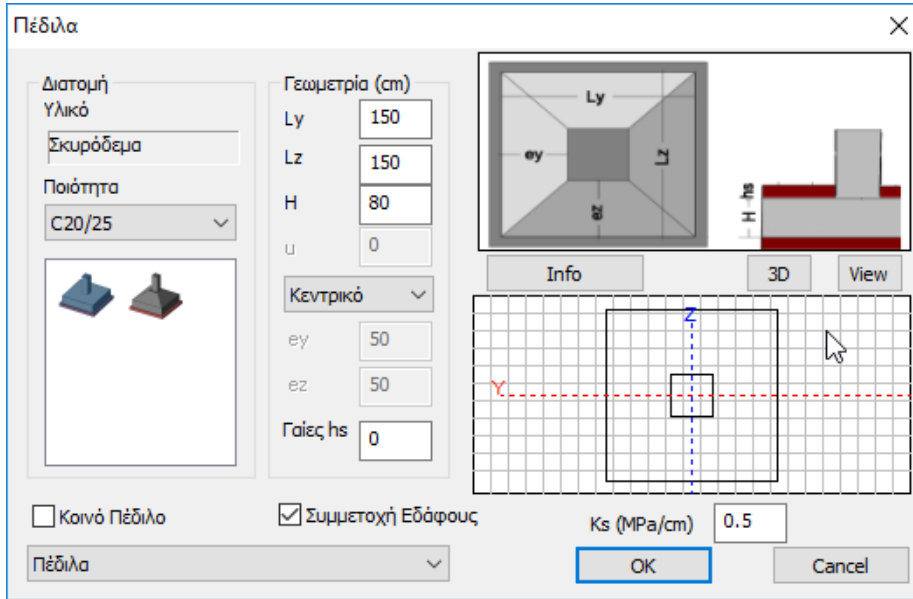 Πέδιλα
Διατομή
Υλικό
Σκυρόδεμα
Ποιότητα
C20/25
Γεωμετρία (cm)
Ly 150
Lz 150
H 80
u 0
Κεντρικό
ey 50
ez 50
Γαίες hs 0
Ly
ey
Lz
ez
H hs
Info
3D
View
Z
Y
Κοινό Πέδιλο
Συμμετοχή Εδάφους
Ks (MPa/cm) 0.5
Πέδιλα
OK
Cancel